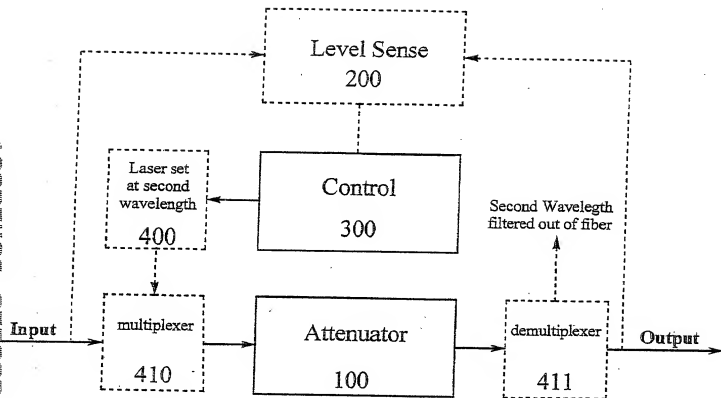 Level Sense
200
Laser set
at second
wavelength
400
Control
300
Second Wavelegth
filtered out of fiber
Input
multiplexer
410
Attenuator
100
demultiplexer
411
Output